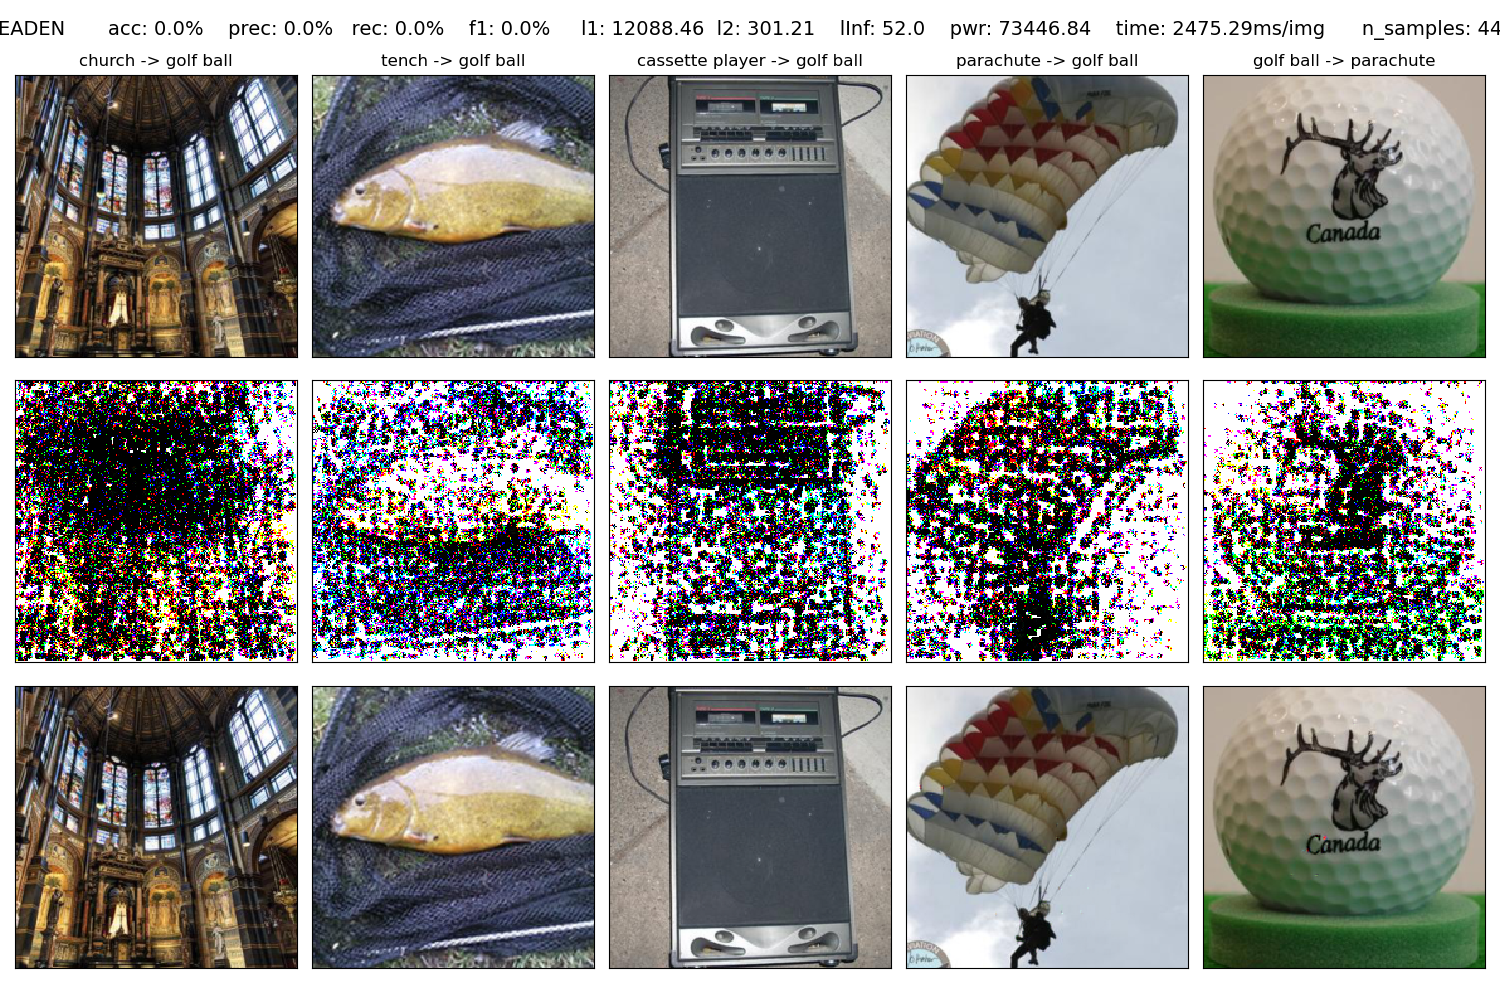 EADEN acc: 0.0% prec: 0.0% rec: 0.0% f1: 0.0% l1: 12088.46 l2: 301.21 lInf: 52.0 pwr: 73446.84 time: 2475.29ms/img n_samples: 44
church -> golf ball
tench -> golf ball
cassette player -> golf ball
parachute -> golf ball
golf ball -> parachute
Canada
Canada